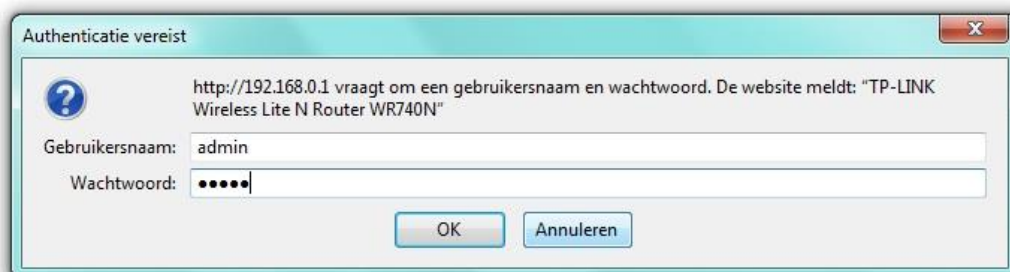 Authenticatie vereist
http://192.168.0.1 vraagt om een gebruikersnaam en wachtwoord. De website meldt: "TP-LINK
Wireless Lite N Router WR740N"
Gebruikersnaam: admin
Wachtwoord: •••••
OK Annuleren